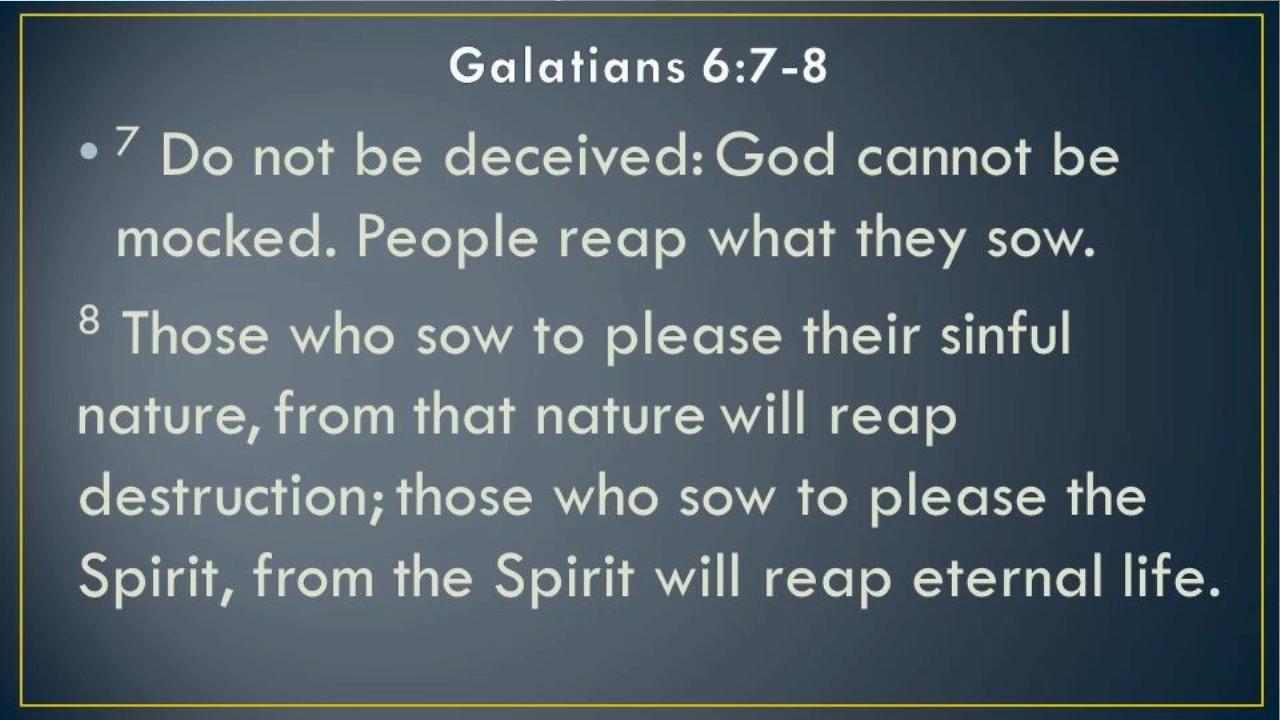 Galatians 6:7-8
• 7 Do not be deceived: God cannot be
mocked. People reap what they sow.
8 Those who sow to please their sinful
nature, from that nature will reap
destruction; those who sow to please the
Spirit, from the Spirit will reap eternal life.